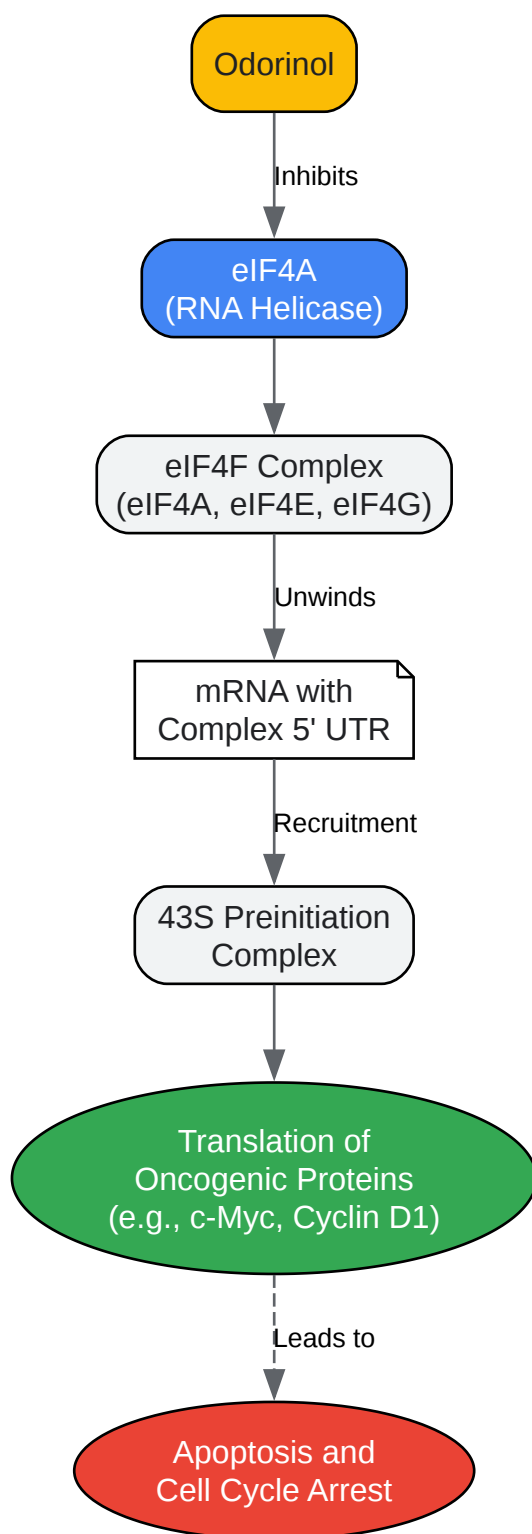 Odorinol
Inhibits
eIF4A
(RNA Helicase)
eIF4F Complex
(eIF4A, eIF4E, eIF4G)
Unwinds
mRNA with
Complex 5' UTR
Recruitment
43S Preinitiation
Complex
Translation of
Oncogenic Proteins
(e.g., c-Myc, Cyclin D1)
Leads to
Apoptosis and
Cell Cycle Arrest